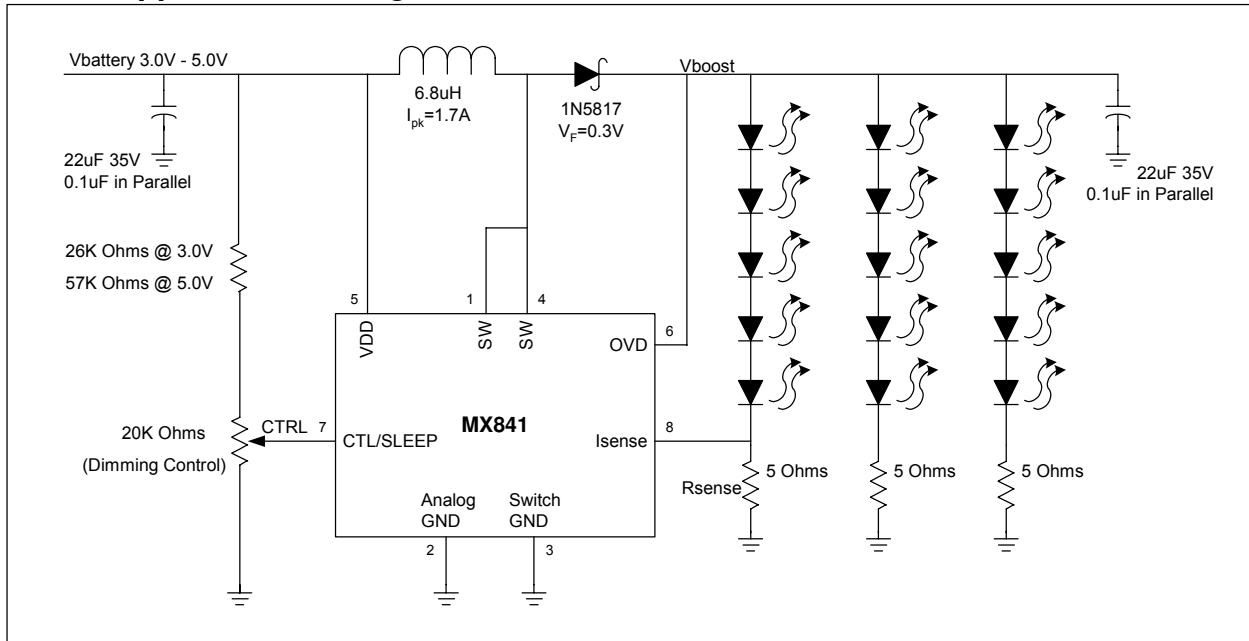 Vbattery 3.0V - 5.0V
6.8uH
Ipk=1.7A
1N5817
VF=0.3V
Vboost
22uF 35V
0.1uF in Parallel
22uF 35V
0.1uF in Parallel
26K Ohms @ 3.0V
57K Ohms @ 5.0V
5
1
4
VDD
SW
SW
OVD
6
20K Ohms
(Dimming Control)
CTRL
7
CTL/SLEEP
MX841
Isense
8
Rsense
5 Ohms
5 Ohms
5 Ohms
Analog
GND
Switch
GND
2
3